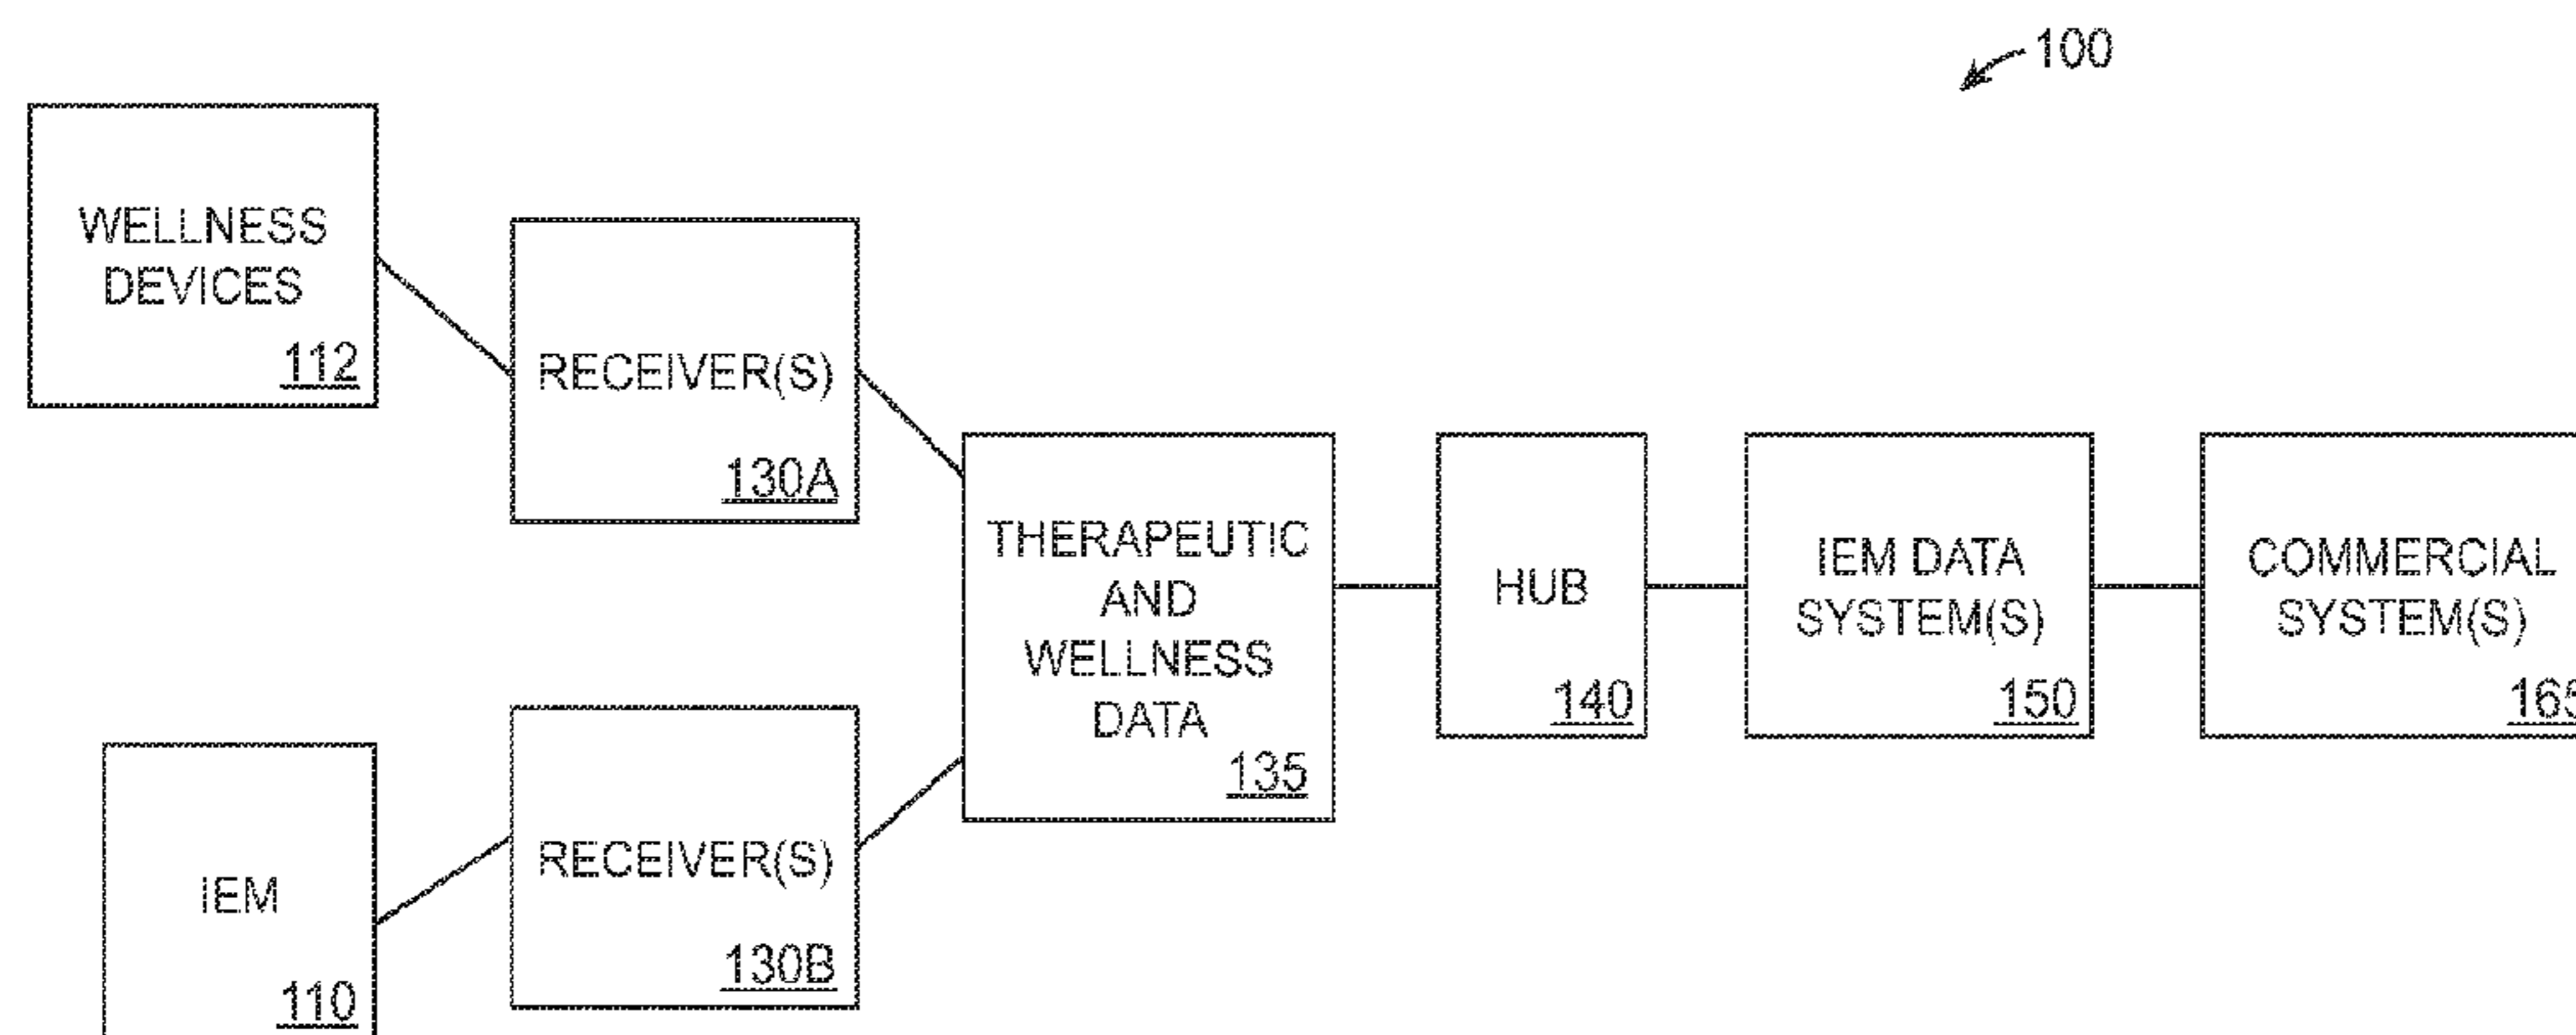 100
WELLNESS
DEVICES
112
RECEIVER(S)
130A
THERAPEUTIC
AND
WELLNESS
DATA
135
HUB
140
IEM DATA
SYSTEM(S)
150
COMMERCIAL
SYSTEM(S)
165
IEM
110
RECEIVER(S)
130B